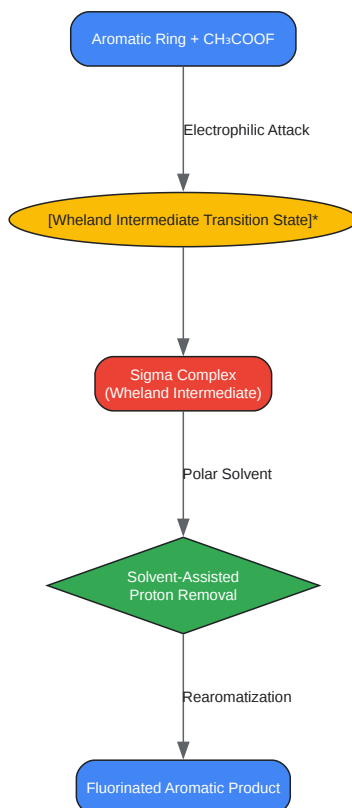 Aromatic Ring + CH₃COOF
Electrophilic Attack
[Wheland Intermediate Transition State]*
Sigma Complex
(Wheland Intermediate)
Polar Solvent
Solvent-Assisted
Proton Removal
Rearomatization
Fluorinated Aromatic Product